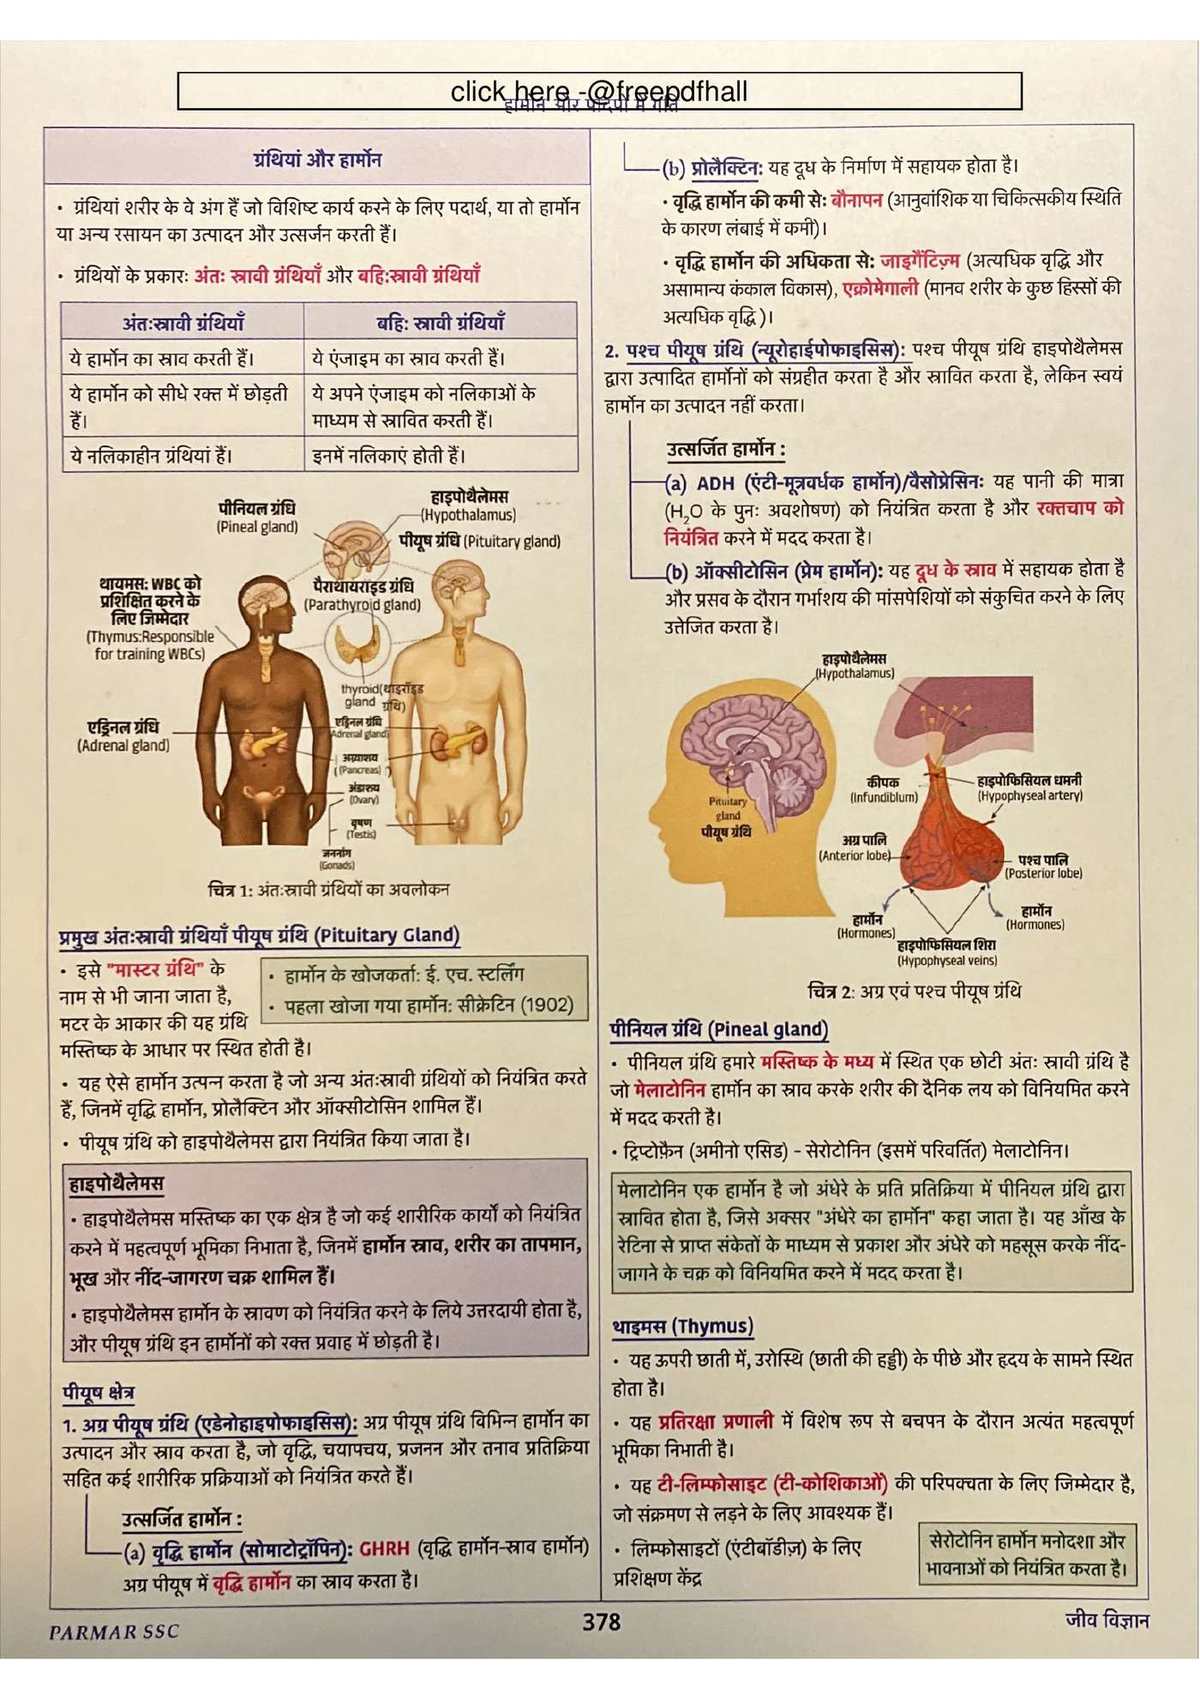 click here -@freepdfhall
हार्मोन और पादपों में गति
ग्रंथियां और हार्मोन
• ग्रंथियां शरीर के वे अंग हैं जो विशिष्ट कार्य करने के लिए पदार्थ, या तो हार्मोन
या अन्य रसायन का उत्पादन और उत्सर्जन करती हैं।
• ग्रंथियों के प्रकारः अंतः स्त्रावी ग्रंथियाँ और बहि:स्त्रावी ग्रंथियाँ
अंतःस्त्रावी ग्रंथियाँ
बहि: स्त्रावी ग्रंथियाँ
ये हार्मोन का स्राव करती हैं।
ये एंजाइम का स्राव करती हैं।
ये हार्मोन को सीधे रक्त में छोड़ती
हैं।
ये अपने एंजाइम को नलिकाओं के
माध्यम से स्रावित करती हैं।
ये नलिकाहीन ग्रंथियां हैं।
इनमें नलिकाएं होती हैं।
पीनियल ग्रंथि
(Pineal gland)
हाइपोथैलेमस
(Hypothalamus)
पीयूष ग्रंथि (Pituitary gland)
थायमस: WBC को
प्रशिक्षित करने के
लिए जिम्मेदार
(Thymus:Responsible
for training WBCs)
पैराथायराइड ग्रंथि
(Parathyroid gland)
thyroid(थाइरॉइड
gland ग्रंथि)
एड्रिनल ग्रंथि
(Adrenal gland)
एड्रिनल ग्रंथि
(Adrenal gland)
अग्न्याशय
(Pancreas)
अंडाशय
(Ovary)
वृषण
(Testis)
जननांग
(Gonads)
चित्र 1: अंतःस्रावी ग्रंथियों का अवलोकन
प्रमुख अंतःस्त्रावी ग्रंथियाँ पीयूष ग्रंथि (Pituitary Gland)
• इसे "मास्टर ग्रंथि" के
नाम से भी जाना जाता है,
मटर के आकार की यह ग्रंथि
मस्तिष्क के आधार पर स्थित होती है।
• हार्मोन के खोजकर्ता: ई. एच. स्टर्लिंग
• पहला खोजा गया हार्मोन: सीक्रेटिन (1902)
• यह ऐसे हार्मोन उत्पन्न करता है जो अन्य अंतःस्त्रावी ग्रंथियों को नियंत्रित करते
हैं, जिनमें वृद्धि हार्मोन, प्रोलैक्टिन और ऑक्सीटोसिन शामिल हैं।
• पीयूष ग्रंथि को हाइपोथैलेमस द्वारा नियंत्रित किया जाता है।
हाइपोथैलेमस
• हाइपोथैलेमस मस्तिष्क का एक क्षेत्र है जो कई शारीरिक कार्यों को नियंत्रित
करने में महत्वपूर्ण भूमिका निभाता है, जिनमें हार्मोन स्राव, शरीर का तापमान,
भूख और नींद-जागरण चक्र शामिल हैं।
• हाइपोथैलेमस हार्मोन के स्रावण को नियंत्रित करने के लिये उत्तरदायी होता है,
और पीयूष ग्रंथि इन हार्मोनों को रक्त प्रवाह में छोड़ती है।
पीयूष क्षेत्र
1. अग्र पीयूष ग्रंथि (एडेनोहाइपोफाइसिस): अग्र पीयूष ग्रंथि विभिन्न हार्मोन का
उत्पादन और स्राव करता है, जो वृद्धि, चयापचय, प्रजनन और तनाव प्रतिक्रिया
सहित कई शारीरिक प्रक्रियाओं को नियंत्रित करते हैं।
उत्सर्जित हार्मोन :
(a) वृद्धि हार्मोन (सोमाटोट्रॉपिन): GHRH (वृद्धि हार्मोन-स्राव हार्मोन)
अग्र पीयूष में वृद्धि हार्मोन का स्राव करता है।
(b) प्रोलैक्टिन: यह दूध के निर्माण में सहायक होता है।
• वृद्धि हार्मोन की कमी से: बौनापन (आनुवांशिक या चिकित्सकीय स्थिति
के कारण लंबाई में कमी)।
• वृद्धि हार्मोन की अधिकता से: जाइगैंटिज़्म (अत्यधिक वृद्धि और
असामान्य कंकाल विकास), एक्रोमेगाली (मानव शरीर के कुछ हिस्सों की
अत्यधिक वृद्धि )।
2. पश्च पीयूष ग्रंथि (न्यूरोहाईपोफाइसिस): पश्च पीयूष ग्रंथि हाइपोथैलेमस
द्वारा उत्पादित हार्मोनों को संग्रहीत करता है और स्रावित करता है, लेकिन स्वयं
हार्मोन का उत्पादन नहीं करता।
उत्सर्जित हार्मोन :
(a) ADH (एंटी-मूत्रवर्धक हार्मोन)/वैसोप्रेसिन: यह पानी की मात्रा
(H₂O के पुनः अवशोषण) को नियंत्रित करता है और रक्तचाप को
नियंत्रित करने में मदद करता है।
(b) ऑक्सीटोसिन (प्रेम हार्मोन): यह दूध के स्राव में सहायक होता है
और प्रसव के दौरान गर्भाशय की मांसपेशियों को संकुचित करने के लिए
उत्तेजित करता है।
हाइपोथैलेमस
(Hypothalamus)
Pituitary
gland
पीयूष ग्रंथि
कीपक
(Infundiblum)
हाइपोफिसियल धमनी
(Hypophyseal artery)
अग्र पालि
(Anterior lobe)
पश्च पालि
(Posterior lobe)
हार्मोन
(Hormones)
हार्मोन
(Hormones)
हाइपोफिसियल शिरा
(Hypophyseal veins)
चित्र 2: अग्र एवं पश्च पीयूष ग्रंथि
पीनियल ग्रंथि (Pineal gland)
• पीनियल ग्रंथि हमारे मस्तिष्क के मध्य में स्थित एक छोटी अंतः स्रावी ग्रंथि है
जो मेलाटोनिन हार्मोन का स्राव करके शरीर की दैनिक लय को विनियमित करने
में मदद करती है।
• ट्रिप्टोफ़ैन (अमीनो एसिड) - सेरोटोनिन (इसमें परिवर्तित) मेलाटोनिन।
मेलाटोनिन एक हार्मोन है जो अंधेरे के प्रति प्रतिक्रिया में पीनियल ग्रंथि द्वारा
स्रावित होता है, जिसे अक्सर "अंधेरे का हार्मोन" कहा जाता है। यह आँख के
रेटिना से प्राप्त संकेतों के माध्यम से प्रकाश और अंधेरे को महसूस करके नींद-
जागने के चक्र को विनियमित करने में मदद करता है।
थाइमस (Thymus)
• यह ऊपरी छाती में, उरोस्थि (छाती की हड्डी) के पीछे और हृदय के सामने स्थित
होता है।
• यह प्रतिरक्षा प्रणाली में विशेष रूप से बचपन के दौरान अत्यंत महत्वपूर्ण
भूमिका निभाती है।
• यह टी-लिम्फोसाइट (टी-कोशिकाओं) की परिपक्वता के लिए जिम्मेदार है,
जो संक्रमण से लड़ने के लिए आवश्यक हैं।
• लिम्फोसाइटों (एंटीबॉडीज़) के लिए
प्रशिक्षण केंद्र
सेरोटोनिन हार्मोन मनोदशा और
भावनाओं को नियंत्रित करता है।
PARMAR SSC
378
जीव विज्ञान